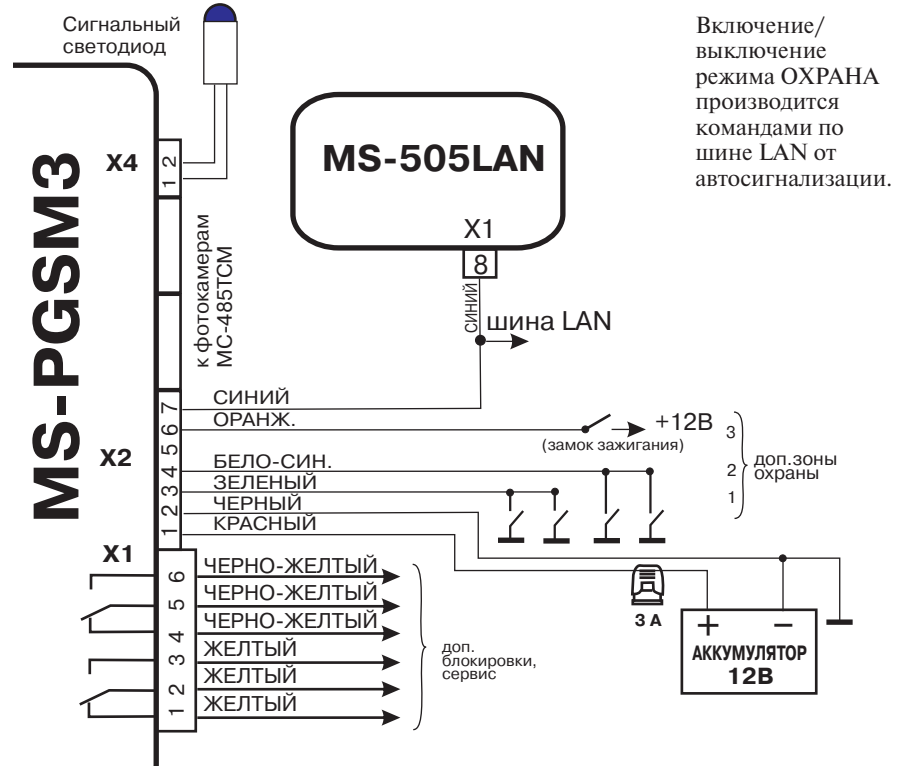 Сигнальный
светодиод
Включение/
выключение
режима ОХРАНА
производится
командами по
шине LAN от
автосигнализации.
MS-PGSM3
X4
2
1
MS-505LAN
X1
8
СИНИЙ
шина LAN
к фотокамерам
МС-485ТСМ
X2
7
6
5
4
3
2
1
СИНИЙ
ОРАНЖ.
БЕЛО-СИН.
ЗЕЛЕНЫЙ
ЧЕРНЫЙ
КРАСНЫЙ
+12В
(замок зажигания)
3
2
1
доп.зоны
охраны
X1
6
5
4
3
2
1
ЧЕРНО-ЖЕЛТЫЙ
ЧЕРНО-ЖЕЛТЫЙ
ЧЕРНО-ЖЕЛТЫЙ
ЖЕЛТЫЙ
ЖЕЛТЫЙ
ЖЕЛТЫЙ
доп.
блокировки,
сервис
3 А
+ −
АККУМУЛЯТОР
12В